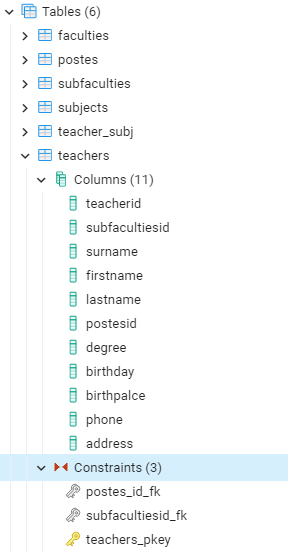 Tables (6)
faculties
postes
subfaculties
subjects
teacher_subj
teachers
Columns (11)
teacherid
subfacultiesid
surname
firstname
lastname
postesid
degree
birthday
birthpalce
phone
address
Constraints (3)
postes_id_fk
subfacultiesid_fk
teachers_pkey